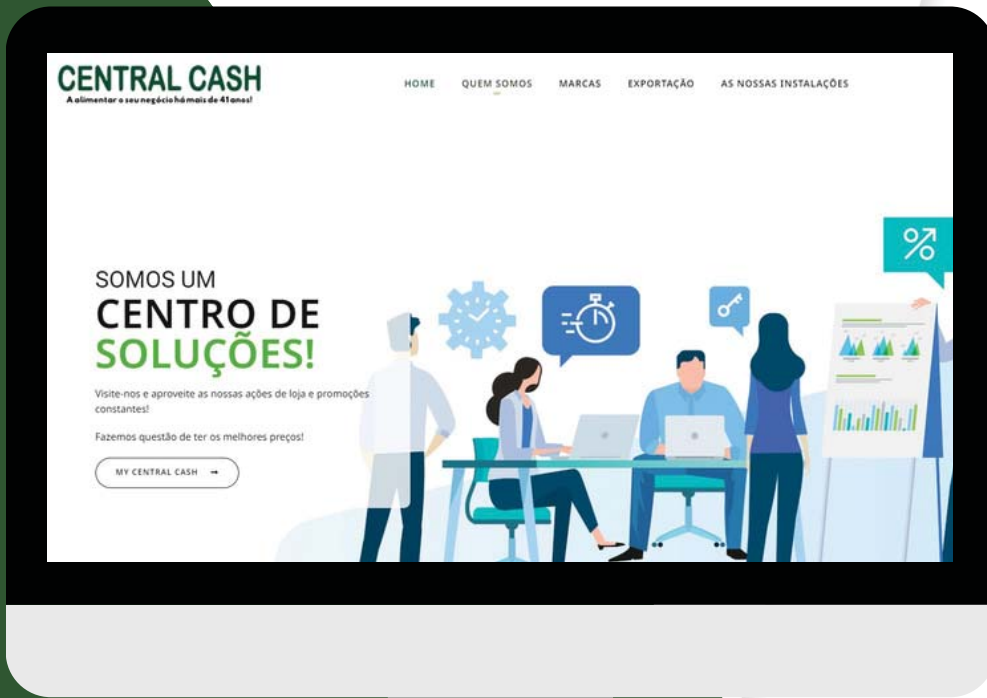 CENTRAL CASH
A alimentar o seu negócio há mais de 41 anos!
HOME QUEM SOMOS MARCAS EXPORTAÇÃO AS NOSSAS INSTALAÇÕES
SOMOS UM
CENTRO DE
SOLUÇÕES!
Visite-nos e aproveite as nossas ações de loja e promoções
constantes!
Fazemos questão de ter os melhores preços!
MY CENTRAL CASH →
%